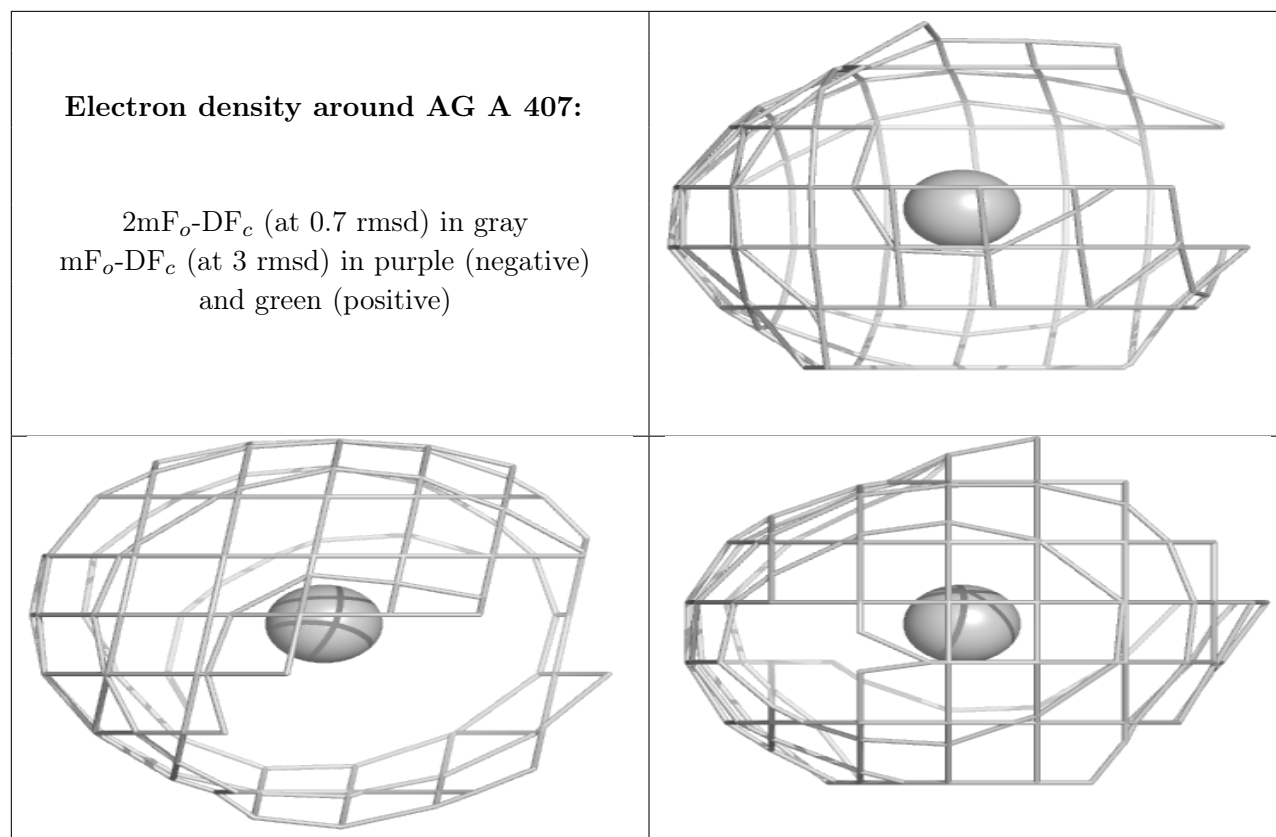 Electron density around AG A 407:
2mFo-DFc (at 0.7 rmsd) in gray
mFo-DFc (at 3 rmsd) in purple (negative)
and green (positive)